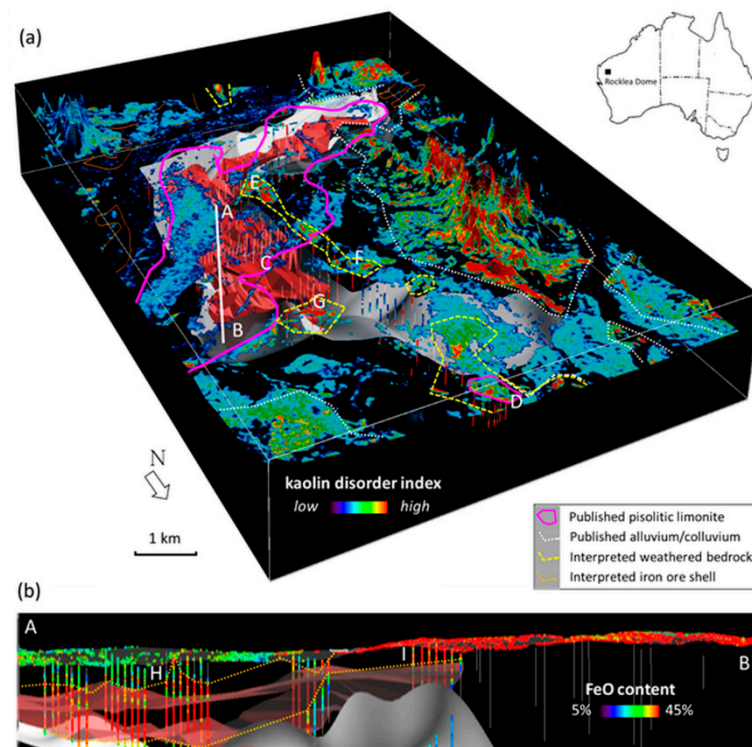 (a)
Rocklea Dome
E
A
C
F
G
B
D
N
1 km
kaolin disorder index
low high
Published pisolitic limonite
Published alluvium/colluvium
Interpreted weathered bedrock
Interpreted iron ore shell
(b)
A
H
I
B
FeO content
5% 45%